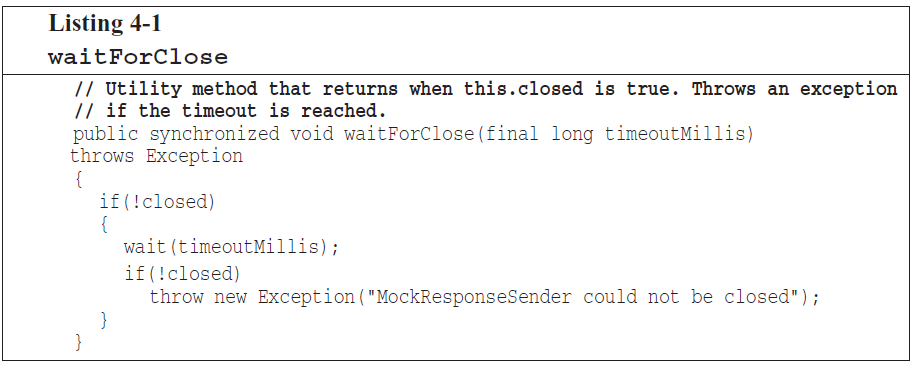 Listing 4-1
waitForClose
// Utility method that returns when this.closed is true. Throws an exception
// if the timeout is reached.
public synchronized void waitForClose(final long timeoutMillis)
throws Exception
{
if(!closed)
{
wait(timeoutMillis);
if(!closed)
throw new Exception("MockResponseSender could not be closed");
}
}